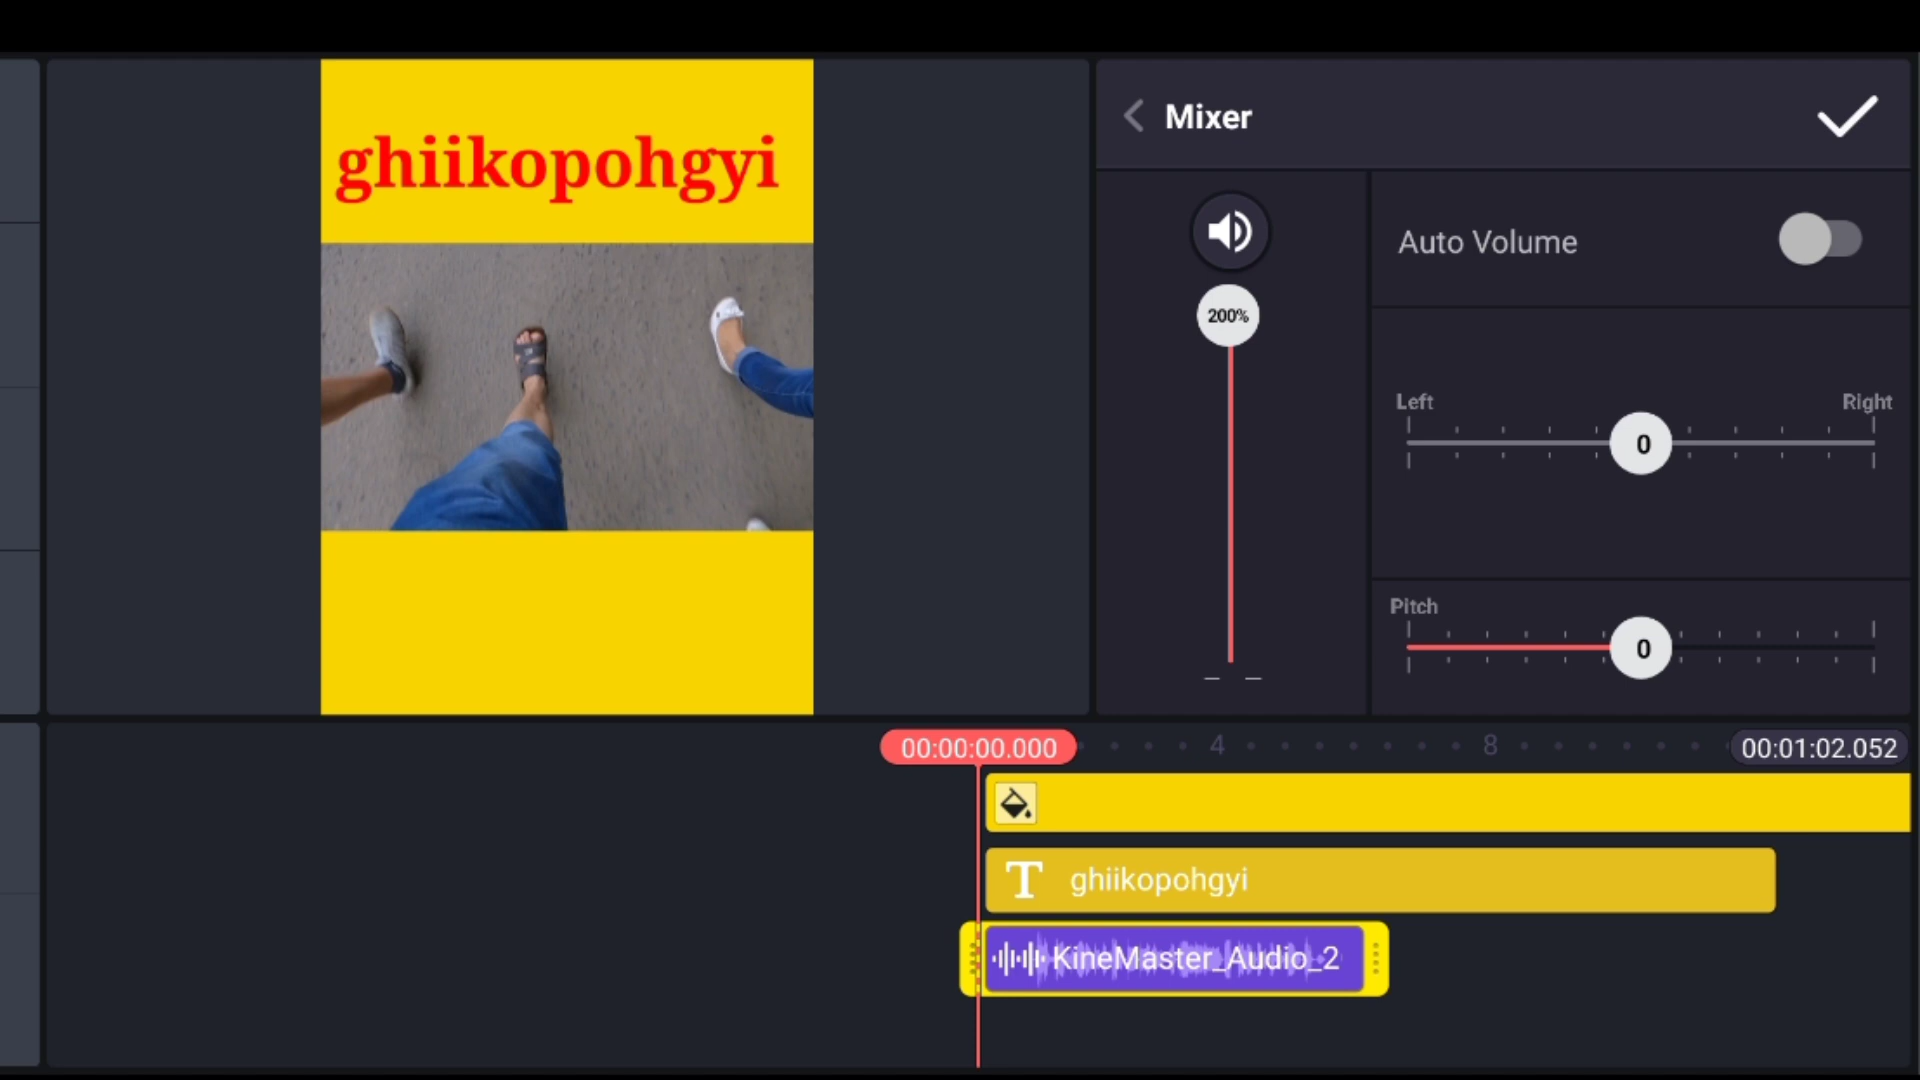 ghiikopohgyi
Mixer
Auto Volume
200%
Left
Right
0
Pitch
0
00:00:00.000
4
8
00:01:02.052
T ghiikopohgyi
KineMaster_Audio_2